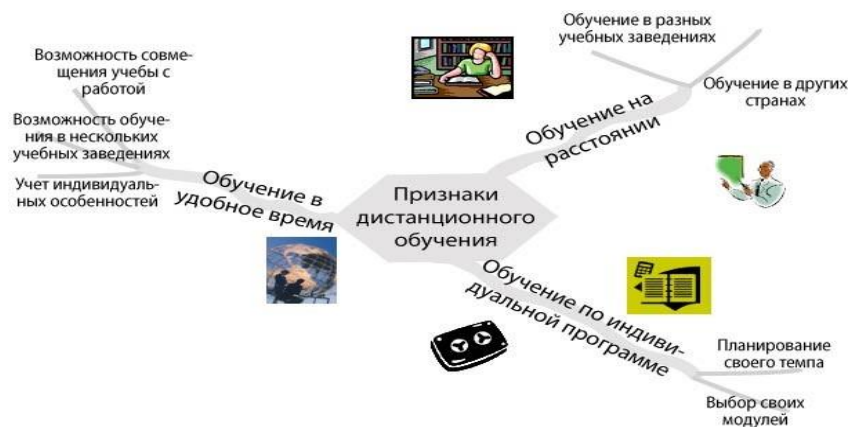 Признаки
дистанционного
обучения
Обучение в
удобное время
Возможность совме-
щения учебы с
работой
Возможность обуче-
ния в нескольких
учебных заведениях
Учет индивидуаль-
ных особенностей
Обучение на
расстоянии
Обучение в разных
учебных заведениях
Обучение в других
странах
Обучение по индиви-
дуальной программе
Планирование
своего темпа
Выбор своих
модулей